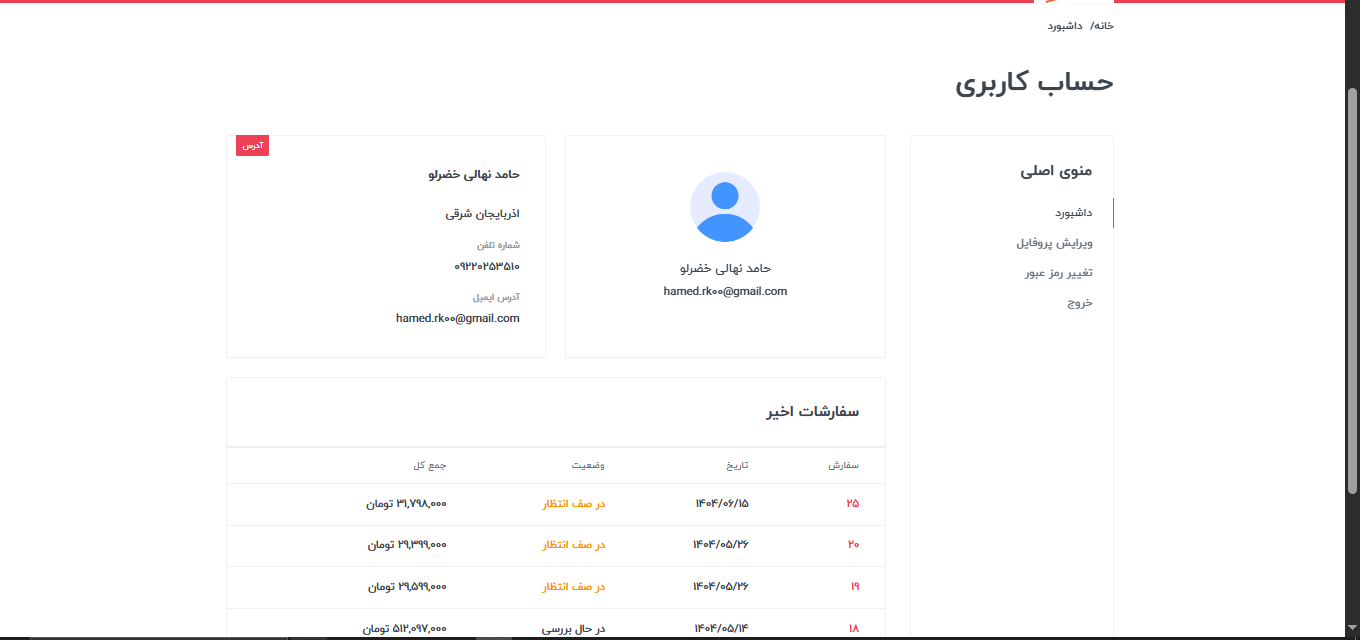 خانه/ داشبورد
حساب کاربری
منوی اصلی
داشبورد
ویرایش پروفایل
تغییر رمز عبور
خروج
حامد نهالی خضرلو
hamed.rk۰۰@gmail.com
آدرس
حامد نهالی خضرلو
اذربایجان شرقی
شماره تلفن
۰۹۲۲۰۲۵۳۵۱۰
آدرس ایمیل
hamed.rk۰۰@gmail.com
سفارشات اخیر
سفارش تاریخ وضعیت جمع کل
۲۵ ۱۴۰۴/۰۶/۱۵ در صف انتظار ۳۱,۷۹۸,۰۰۰ تومان
۲۰ ۱۴۰۴/۰۵/۲۶ در صف انتظار ۲۹,۳۹۹,۰۰۰ تومان
۱۹ ۱۴۰۴/۰۵/۲۶ در صف انتظار ۲۹,۵۹۹,۰۰۰ تومان
۱۸ ۱۴۰۴/۰۵/۱۴ در حال بررسی ۵۱۲,۰۹۷,۰۰۰ تومان